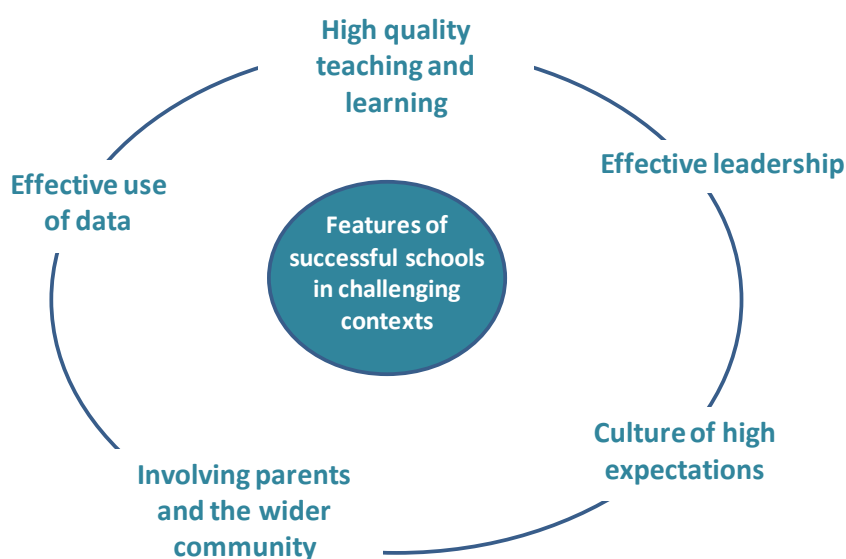 High quality
teaching and
learning
Effective leadership
Effective use
of data
Features of
successful schools
in challenging
contexts
Culture of high
expectations
Involving parents
and the wider
community